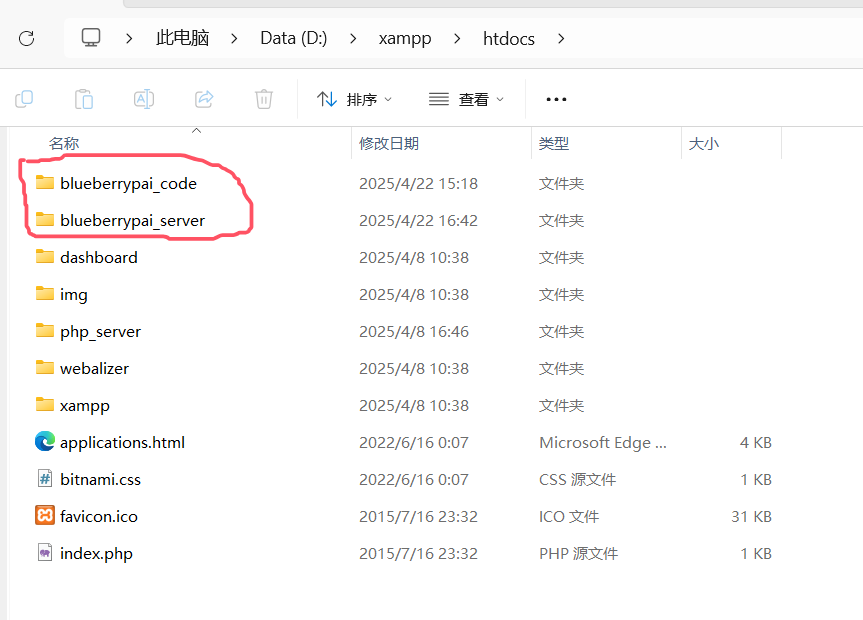 此电脑 Data (D:) xampp htdocs
排序 查看
名称 修改日期 类型 大小
blueberrypai_code 2025/4/22 15:18 文件夹
blueberrypai_server 2025/4/22 16:42 文件夹
dashboard 2025/4/8 10:38 文件夹
img 2025/4/8 10:38 文件夹
php_server 2025/4/8 16:46 文件夹
webalizer 2025/4/8 10:38 文件夹
xampp 2025/4/8 10:38 文件夹
applications.html 2022/6/16 0:07 Microsoft Edge ... 4 KB
bitnami.css 2022/6/16 0:07 CSS 源文件 1 KB
favicon.ico 2015/7/16 23:32 ICO 文件 31 KB
index.php 2015/7/16 23:32 PHP 源文件 1 KB